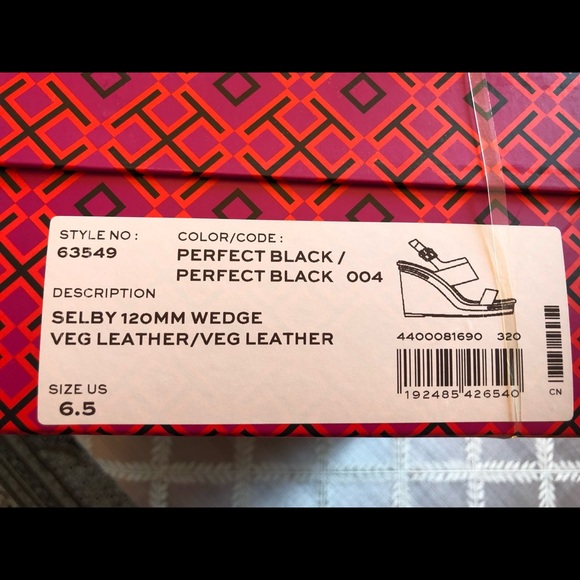 STYLE NO:
63549
COLOR/CODE:
PERFECT BLACK /
PERFECT BLACK 004
DESCRIPTION
SELBY 120MM WEDGE
VEG LEATHER/VEG LEATHER
SIZE US
6.5
4400081690 320
192485 426540
CN